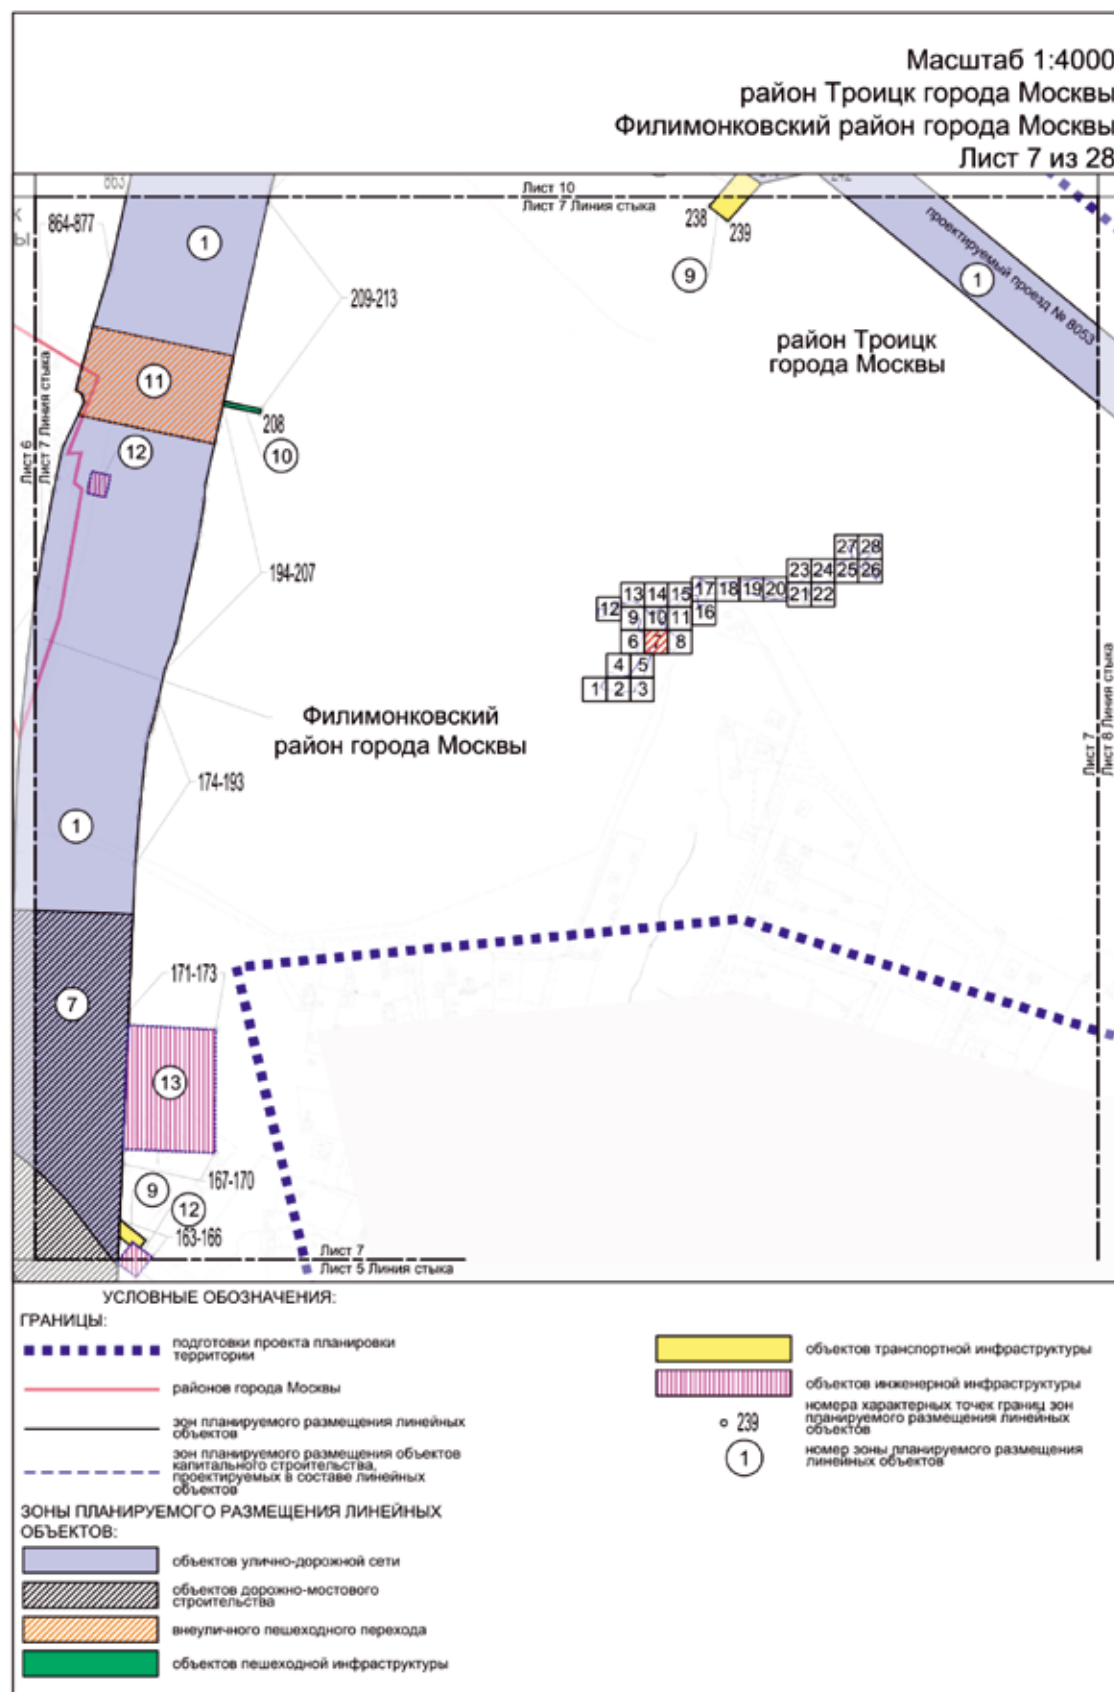 Масштаб 1:4000
район Троицк города Москвы
Филимонковский район города Москвы
Лист 7 из 28
863
Лист 10
Лист 7 Линия стыка
864-877
1
238
239
9
проектируемый проезд № 8053
1
209-213
район Троицк
города Москвы
11
208
10
12
Лист 6
Лист 7 Линия стыка
194-207
27 28
23 24 25 26
13 14 15 17 18 19 20 21 22
12 9 10 11 16
6 7 8
4 5
1 2 3
Филимонковский
район города Москвы
Лист 7
Лист 8 Линия стыка
174-193
1
171-173
7
13
167-170
9
12
163-166
Лист 7
Лист 5 Линия стыка
УСЛОВНЫЕ ОБОЗНАЧЕНИЯ:
ГРАНИЦЫ:
подготовки проекта планировки
территории
районов города Москвы
зон планируемого размещения линейных
объектов
зон планируемого размещения объектов
капитального строительства,
проектируемых в составе линейных
объектов
ЗОНЫ ПЛАНИРУЕМОГО РАЗМЕЩЕНИЯ ЛИНЕЙНЫХ
ОБЪЕКТОВ:
объектов улично-дорожной сети
объектов дорожно-мостового
строительства
внеуличного пешеходного перехода
объектов пешеходной инфраструктуры
объектов транспортной инфраструктуры
объектов инженерной инфраструктуры
239
номера характерных точек границ зон
планируемого размещения линейных
объектов
1
номер зоны планируемого размещения
линейных объектов